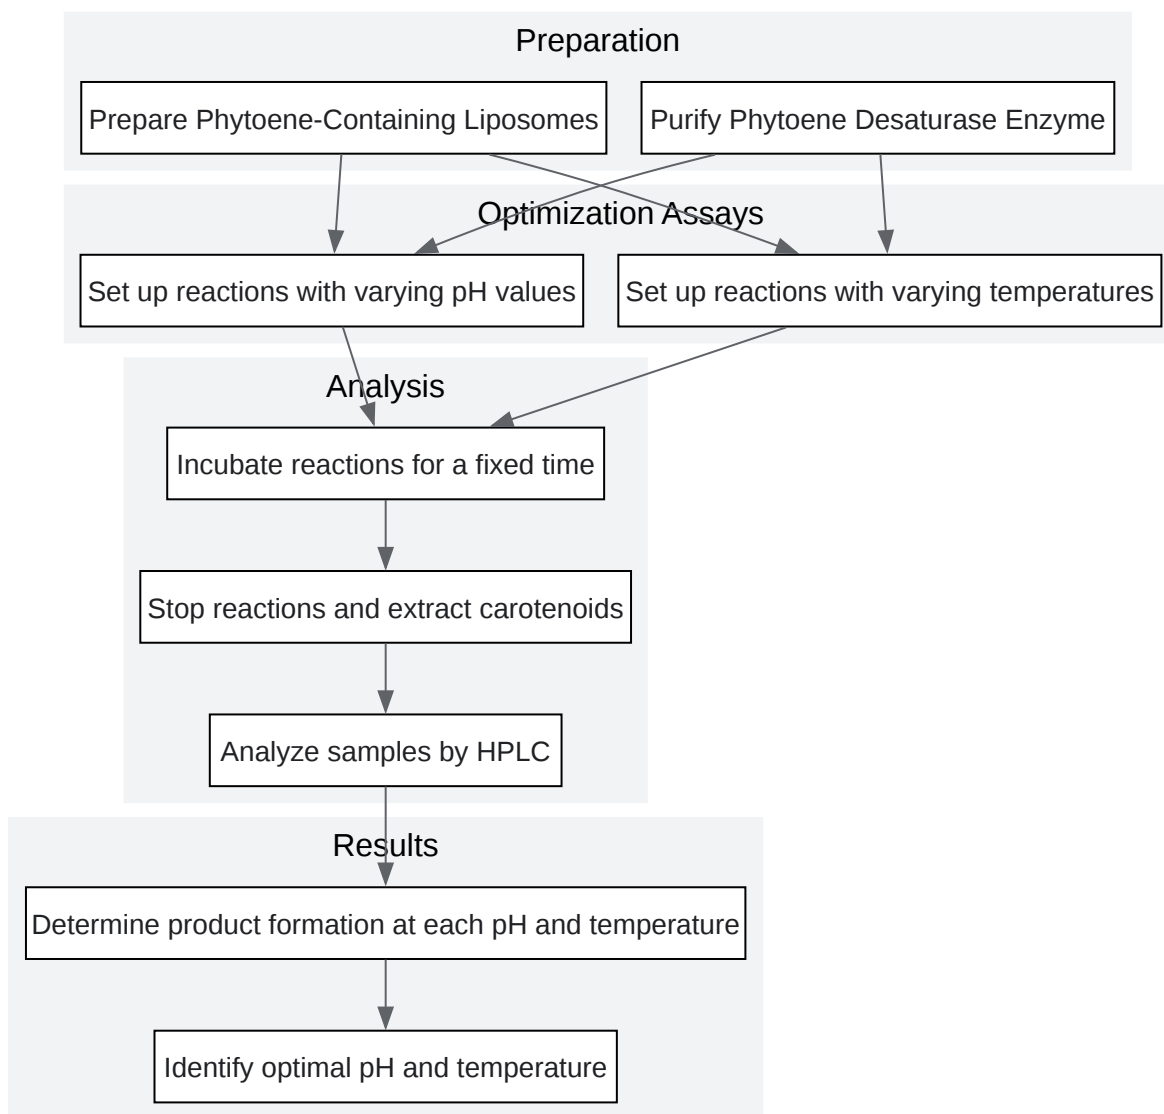 Preparation
Prepare Phytoene-Containing Liposomes
Purify Phytoene Desaturase Enzyme
Optimization Assays
Set up reactions with varying pH values
Set up reactions with varying temperatures
Analysis
Incubate reactions for a fixed time
Stop reactions and extract carotenoids
Analyze samples by HPLC
Results
Determine product formation at each pH and temperature
Identify optimal pH and temperature